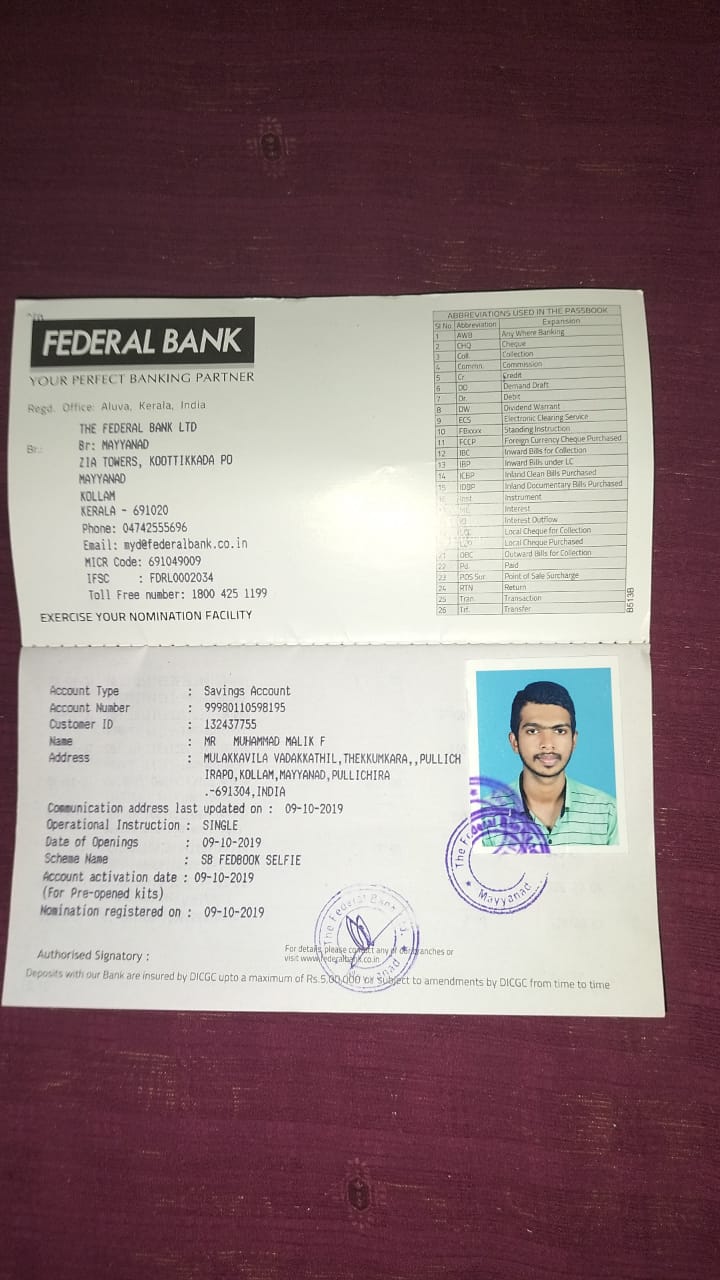 FEDERAL BANK
YOUR PERFECT BANKING PARTNER
Regd. Office: Aluva, Kerala, India
THE FEDERAL BANK LTD
Br.: Br: MAYYANAD
ZIA TOWERS, KOOTTIKKADA PO
MAYYANAD
KOLLAM
KERALA - 691020
Phone: 04742555696
Email: myd@federalbank.co.in
MICR Code: 691049009
IFSC : FDRL0002034
Toll Free number: 1800 425 1199
EXERCISE YOUR NOMINATION FACILITY
ABBREVIATIONS USED IN THE PASSBOOK
Sl No. Abbreviation Expansion
1 AWB Any Where Banking
2 CHQ Cheque
3 Coll. Collection
4 Commn. Commission
5 Cr. Credit
6 DD Demand Draft
7 Dr. Debit
8 DW Dividend Warrant
9 ECS Electronic Clearing Service
10 FBxxxx Standing Instruction
11 FCCP Foreign Currency Cheque Purchased
12 IBC Inward Bills for Collection
13 IBP Inward Bills under LC
14 ICBP Inland Clean Bills Purchased
15 IDBP Inland Documentary Bills Purchased
Inst. Instrument
Interest
Interest Outflow
Local Cheque for Collection
Local Cheque Purchased
21 OBC Outward Bills for Collection
22 Pd. Paid
23 POS Sur Point of Sale Surcharge
24 RTN Return
25 Tran. Transaction
26 Trf. Transfer
B513B
Account Type : Savings Account
Account Number : 99980110598195
Customer ID : 132437755
Name : MR MUHAMMAD MALIK F
Address : MULAKKAVILA VADAKKATHIL,THEKKUMKARA,,PULLICH
IRAPO,KOLLAM,MAYYANAD,PULLICHIRA
.-691304,INDIA
Communication address last updated on : 09-10-2019
Operational Instruction : SINGLE
Date of Openings : 09-10-2019
Scheme Name : SB FEDBOOK SELFIE
Account activation date : 09-10-2019
(For Pre-opened kits)
Nomination registered on : 09-10-2019
The Federal Bank
Mayyanad
The Federal Bank
Mayyanad
Authorised Signatory :
For details please contact any of our branches or
visit www.federalbank.co.in
Deposits with our Bank are insured by DICGC upto a maximum of Rs.5,00,000 or subject to amendments by DICGC from time to time